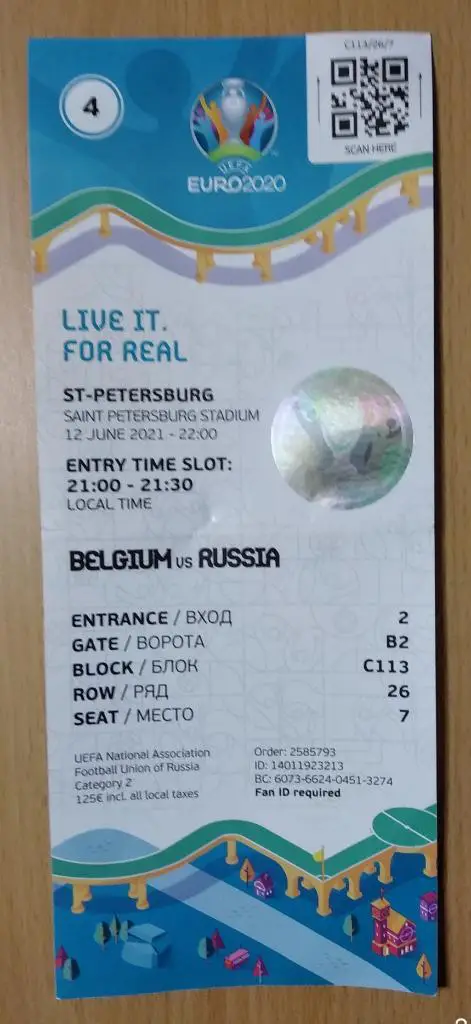 4
UEFA
EURO2020
C113/26/7
SCAN HERE
LIVE IT.
FOR REAL
ST-PETERSBURG
SAINT PETERSBURG STADIUM
12 JUNE 2021 - 22:00
ENTRY TIME SLOT:
21:00 - 21:30
LOCAL TIME
BELGIUM VS RUSSIA
ENTRANCE / ВХОД 2
GATE / ВОРОТА B2
BLOCK / БЛОК C113
ROW / РЯД 26
SEAT / МЕСТО 7
UEFA National Association
Football Union of Russia
Category 2
125€ incl. all local taxes
Order: 2585793
ID: 14011923213
BC: 6073-6624-0451-3274
Fan ID required